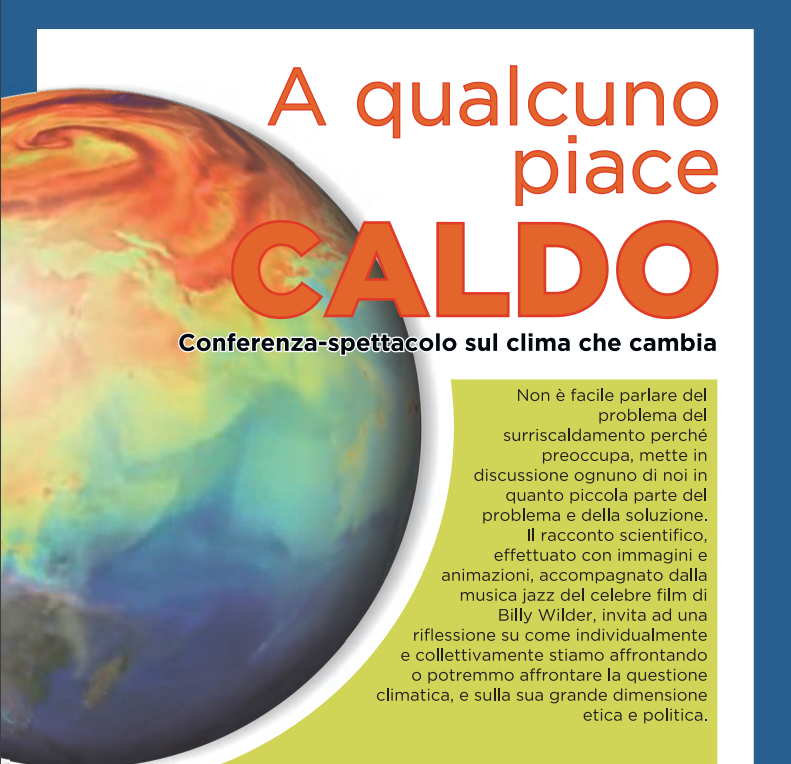 A qualcuno
piace
CALDO
Conferenza-spettacolo sul clima che cambia
Non è facile parlare del
problema del
surriscaldamento perché
preoccupa, mette in
discussione ognuno di noi in
quanto piccola parte del
problema e della soluzione.
Il racconto scientifico,
effettuato con immagini e
animazioni, accompagnato dalla
musica jazz del celebre film di
Billy Wilder, invita ad una
riflessione su come individualmente
e collettivamente stiamo affrontando
o potremmo affrontare la questione
climatica, e sulla sua grande dimensione
etica e politica.